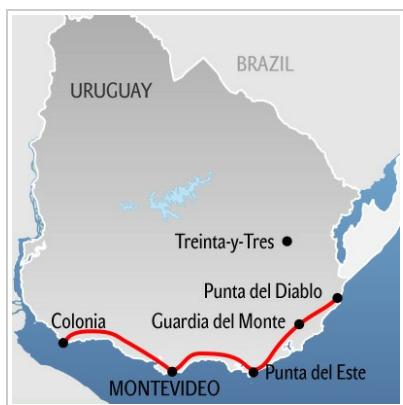 BRAZIL
URUGUAY
Treinta-y-Tres
Punta del Diablo
Colonia
Guardia del Monte
Punta del Este
MONTEVIDEO